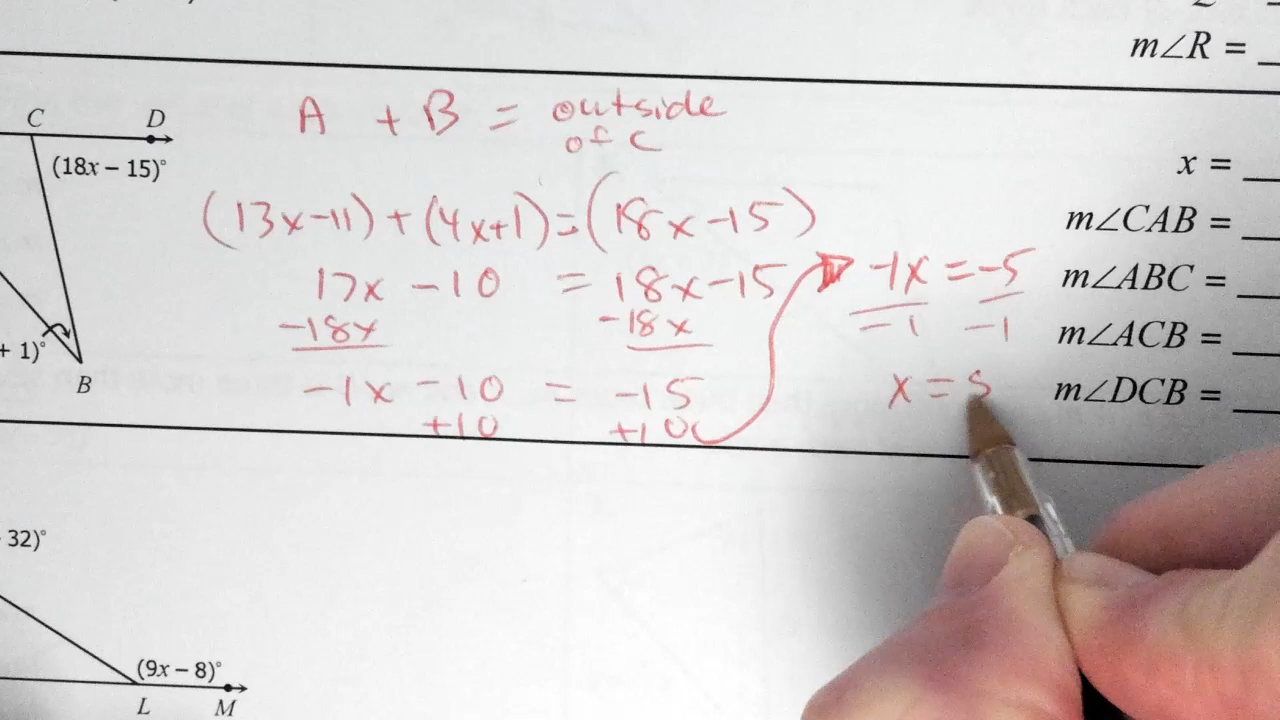 m∠R =
C D
(18x – 15)°
A + B = outside
of C
x =
(13x-11) + (4x+1) = (18x-15)
m∠CAB =
17x -10 = 18x-15
-1x = -5
m∠ABC =
-18x -18x
-1 -1
m∠ACB =
+ 1)°
B
-1x -10 = -15
x = 5
m∠DCB =
+10 +10
32)°
(9x – 8)°
L M